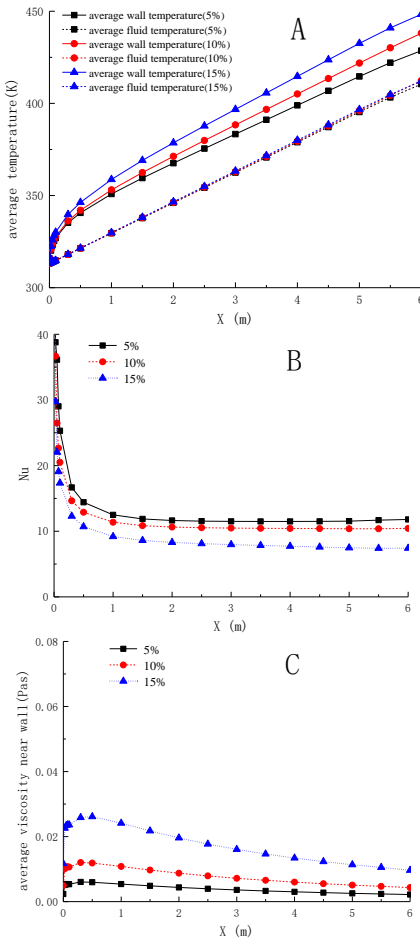 A
average wall temperature(5%)
average fluid temperature(5%)
average wall temperature(10%)
average fluid temperature(10%)
average wall temperature(15%)
average fluid temperature(15%)
average temperature(K)
450
400
350
300
0 1 2 3 4 5 6
X (m)
B
5%
10%
15%
Nu
40
30
20
10
0
0 1 2 3 4 5 6
X (m)
C
5%
10%
15%
average viscosity near wall(Pas)
0.08
0.06
0.04
0.02
0.00
0 1 2 3 4 5 6
X (m)